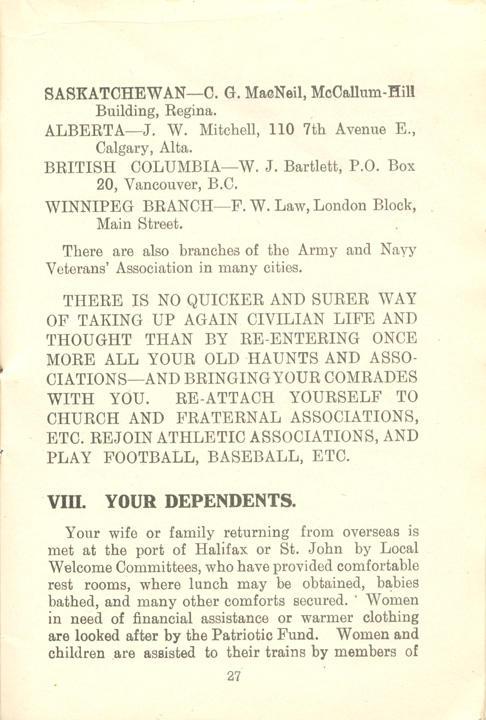 SASKATCHEWAN—C. G. MacNeil, McCallum-Hill
Building, Regina.
ALBERTA—J. W. Mitchell, 110 7th Avenue E.,
Calgary, Alta.
BRITISH COLUMBIA—W. J. Bartlett, P.O. Box
20, Vancouver, B.C.
WINNIPEG BRANCH—F. W. Law, London Block,
Main Street.
There are also branches of the Army and Navy
Veterans' Association in many cities.
THERE IS NO QUICKER AND SURER WAY
OF TAKING UP AGAIN CIVILIAN LIFE AND
THOUGHT THAN BY RE-ENTERING ONCE
MORE ALL YOUR OLD HAUNTS AND ASSO-
CIATIONS—AND BRINGING YOUR COMRADES
WITH YOU. RE-ATTACH YOURSELF TO
CHURCH AND FRATERNAL ASSOCIATIONS,
ETC. REJOIN ATHLETIC ASSOCIATIONS, AND
PLAY FOOTBALL, BASEBALL, ETC.
VIII. YOUR DEPENDENTS.
Your wife or family returning from overseas is
met at the port of Halifax or St. John by Local
Welcome Committees, who have provided comfortable
rest rooms, where lunch may be obtained, babies
bathed, and many other comforts secured. Women
in need of financial assistance or warmer clothing
are looked after by the Patriotic Fund. Women and
children are assisted to their trains by members of
27